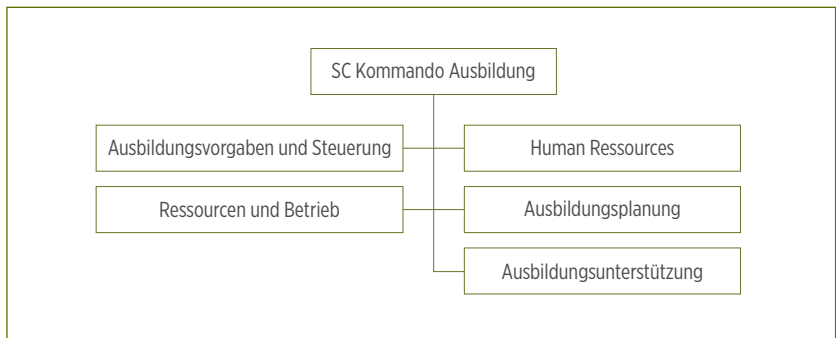 SC Kommando Ausbildung
Ausbildungsvorgaben und Steuerung
Human Ressources
Ressourcen und Betrieb
Ausbildungsplanung
Ausbildungsunterstützung